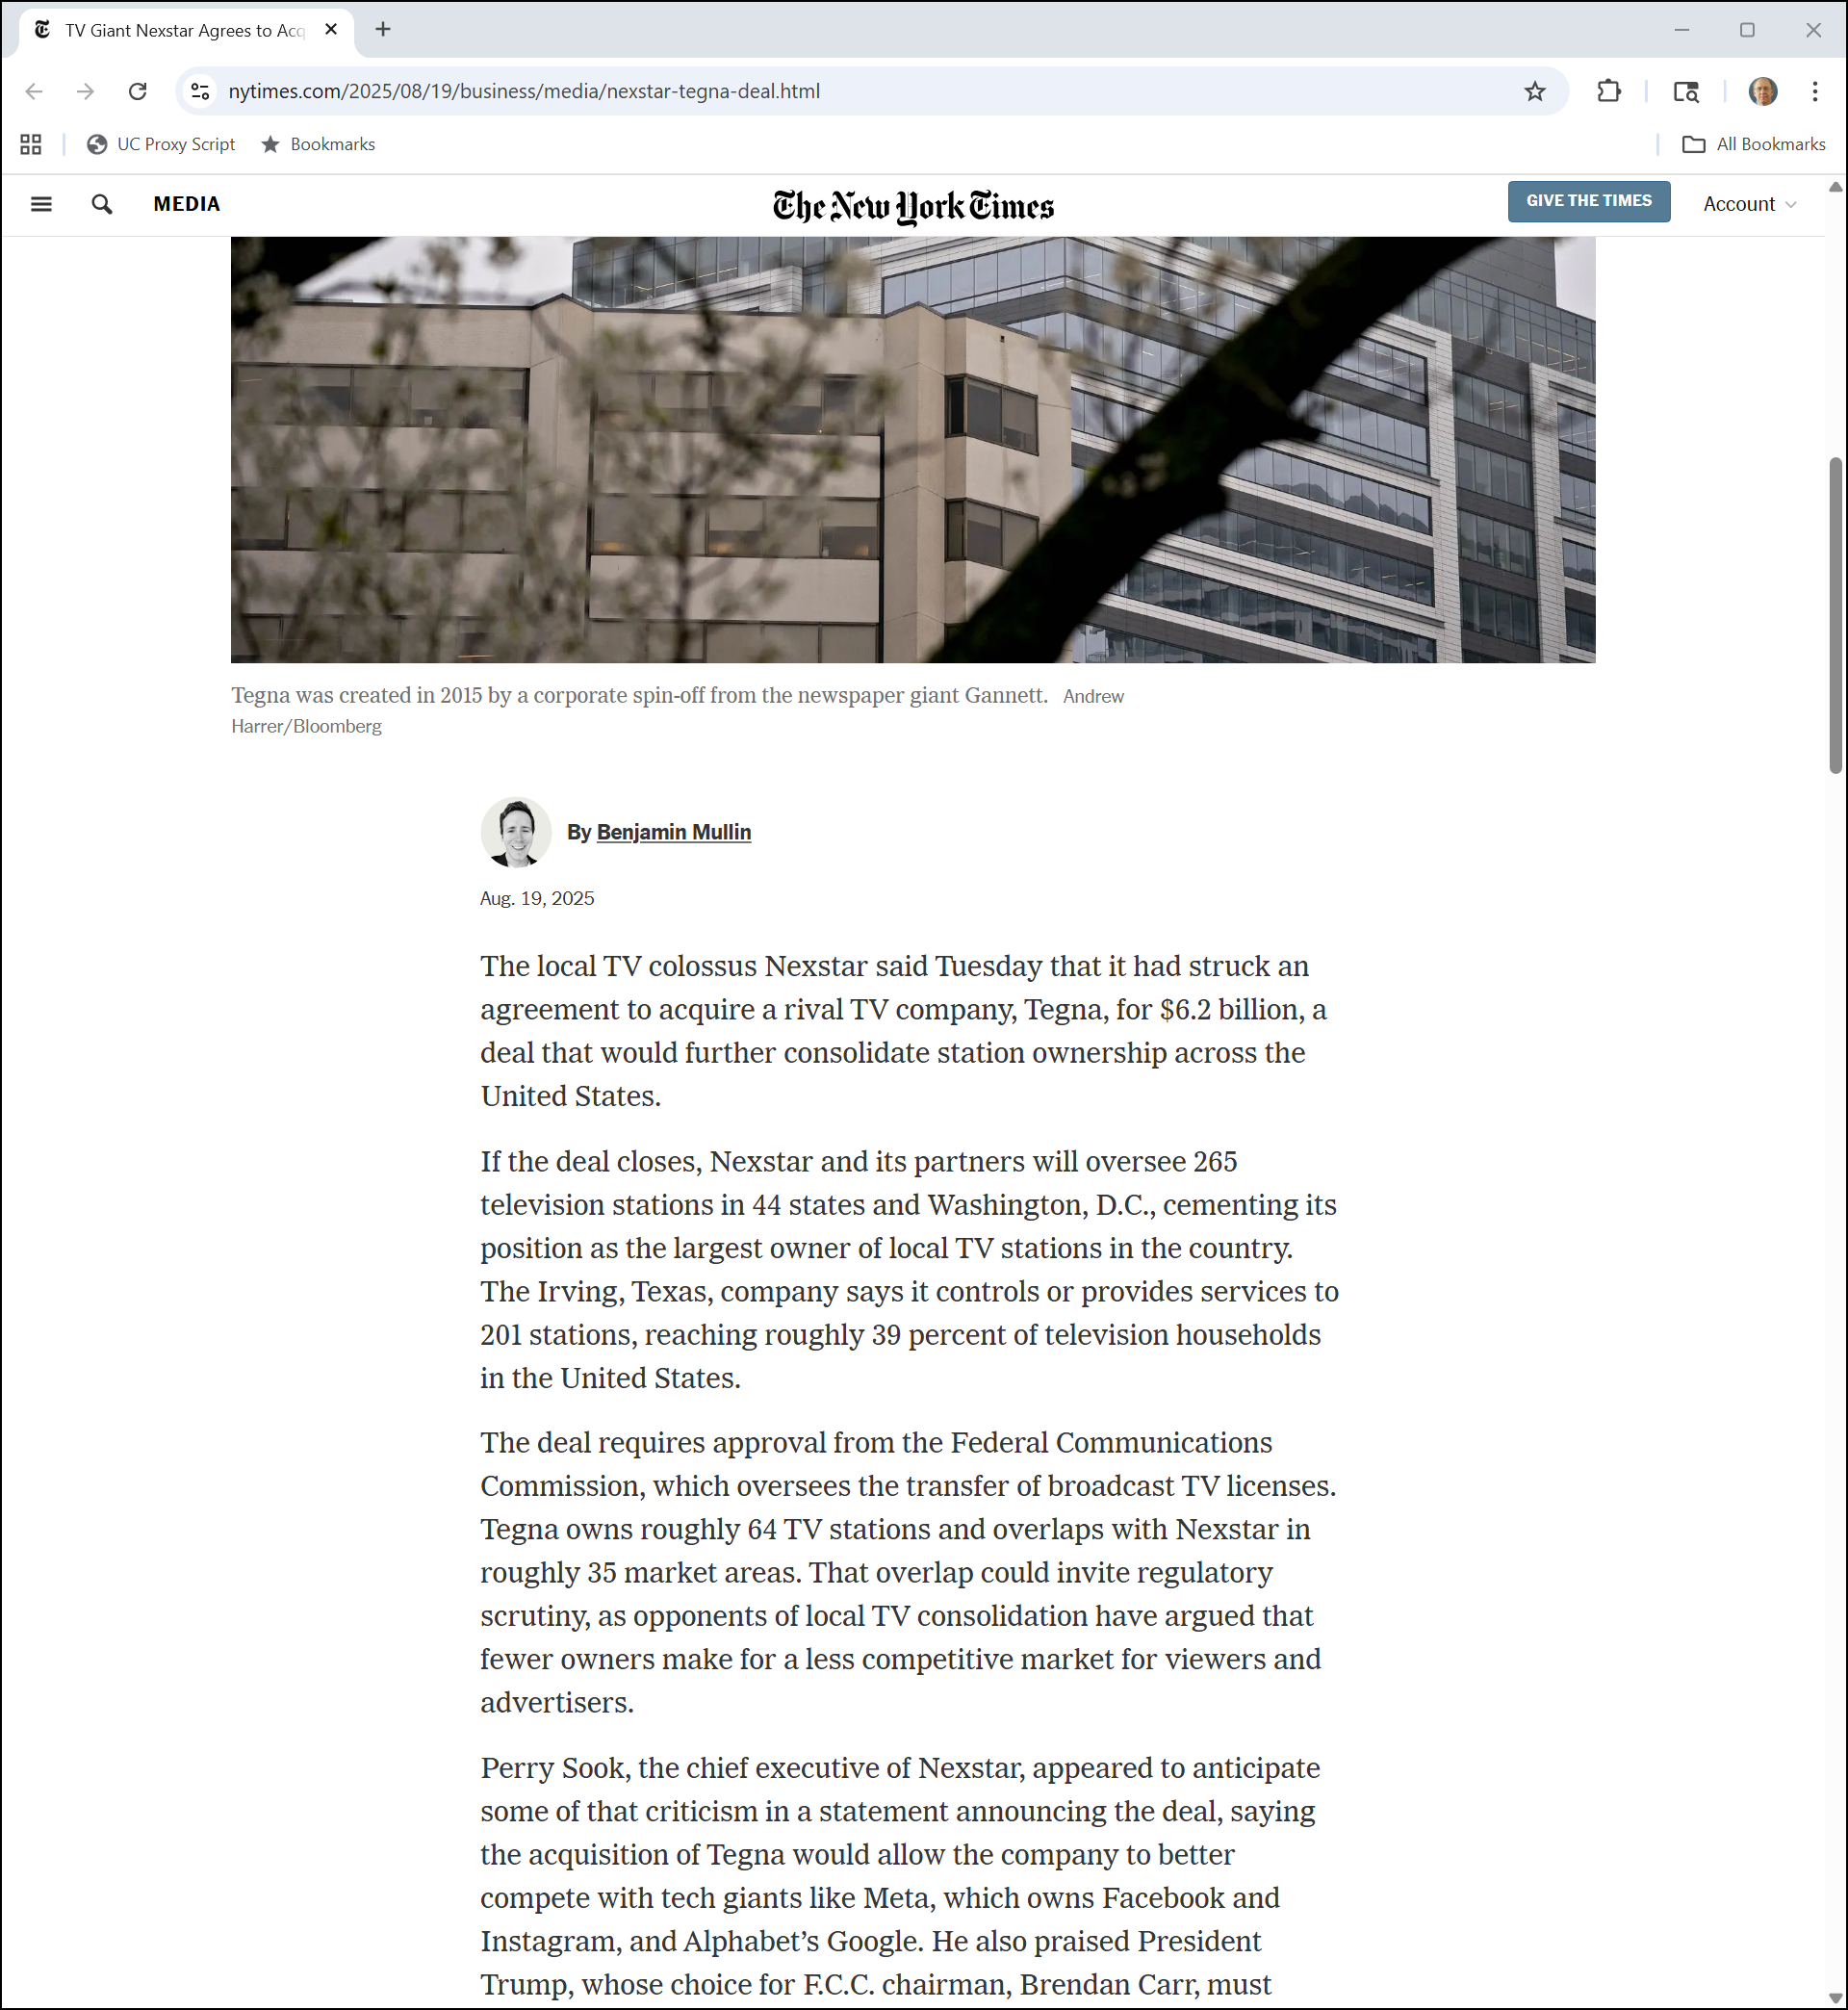 TV Giant Nexstar Agrees to Acq
nytimes.com/2025/08/19/business/media/nexstar-tegna-deal.html
UC Proxy Script
Bookmarks
All Bookmarks
MEDIA
The New York Times
GIVE THE TIMES
Account
Tegna was created in 2015 by a corporate spin-off from the newspaper giant Gannett. Andrew
Harrer/Bloomberg
By Benjamin Mullin
Aug. 19, 2025
The local TV colossus Nexstar said Tuesday that it had struck an
agreement to acquire a rival TV company, Tegna, for $6.2 billion, a
deal that would further consolidate station ownership across the
United States.
If the deal closes, Nexstar and its partners will oversee 265
television stations in 44 states and Washington, D.C., cementing its
position as the largest owner of local TV stations in the country.
The Irving, Texas, company says it controls or provides services to
201 stations, reaching roughly 39 percent of television households
in the United States.
The deal requires approval from the Federal Communications
Commission, which oversees the transfer of broadcast TV licenses.
Tegna owns roughly 64 TV stations and overlaps with Nexstar in
roughly 35 market areas. That overlap could invite regulatory
scrutiny, as opponents of local TV consolidation have argued that
fewer owners make for a less competitive market for viewers and
advertisers.
Perry Sook, the chief executive of Nexstar, appeared to anticipate
some of that criticism in a statement announcing the deal, saying
the acquisition of Tegna would allow the company to better
compete with tech giants like Meta, which owns Facebook and
Instagram, and Alphabet’s Google. He also praised President
Trump, whose choice for F.C.C. chairman, Brendan Carr, must